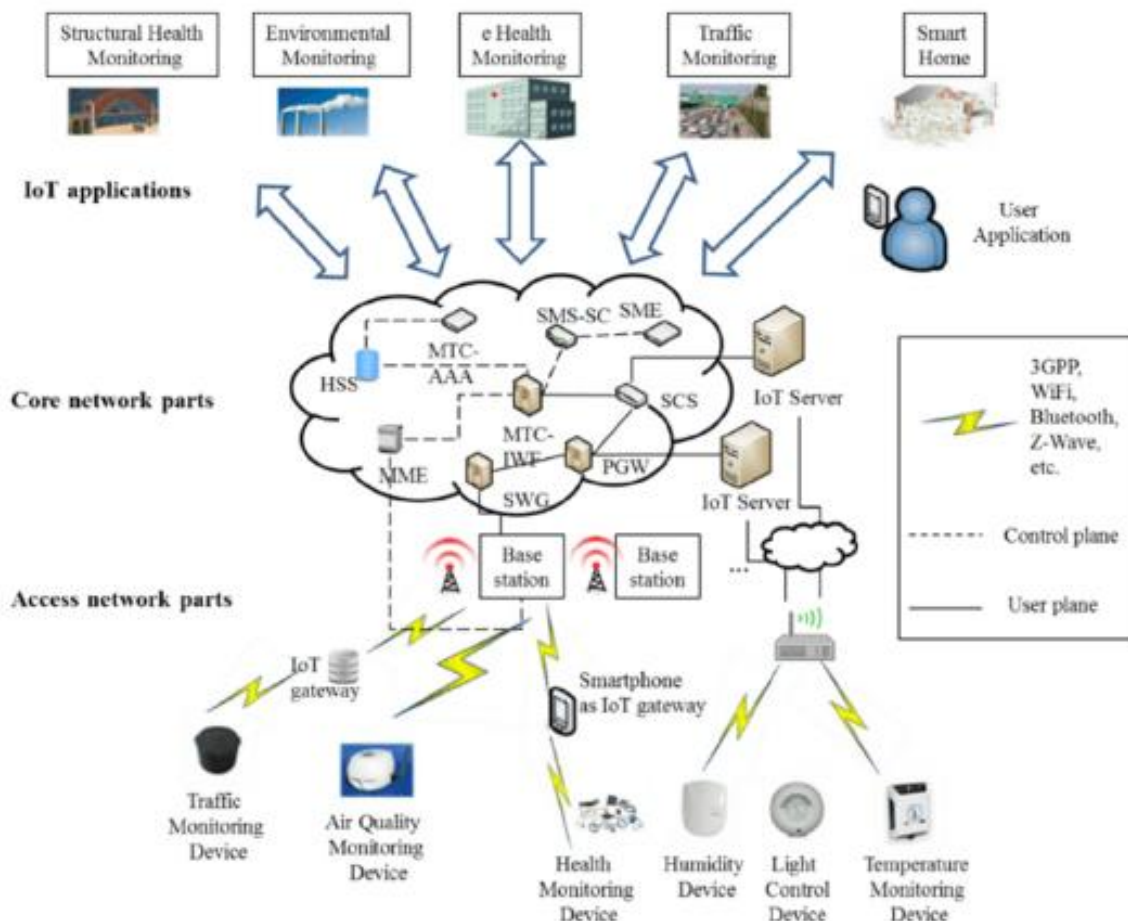 Structural Health
Monitoring
Environmental
Monitoring
e Health
Monitoring
Traffic
Monitoring
Smart
Home
IoT applications
User
Application
SMS-SC
SME
MTC-
AAA
HSS
SCS
IoT Server
Core network parts
MTC-
IWF
MME
PGW
SWG
IoT Server
3GPP,
WiFi,
Bluetooth,
Z-Wave,
etc.
Control plane
User plane
Base
station
Base
station
...
Access network parts
IoT
gateway
Smartphone
as IoT gateway
Traffic
Monitoring
Device
Air Quality
Monitoring
Device
Health
Monitoring
Device
Humidity
Device
Light
Control
Device
Temperature
Monitoring
Device